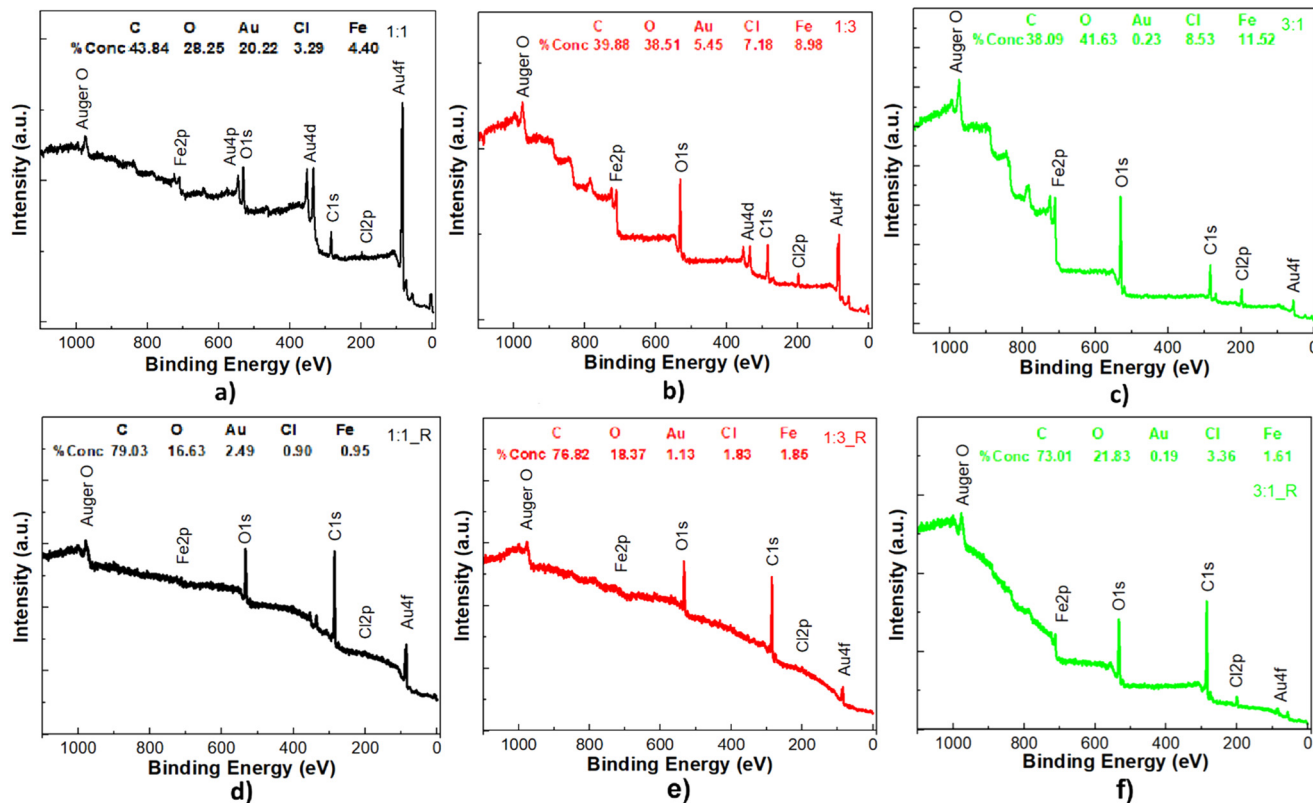 C O Au Cl Fe
% Conc 43.84 28.25 20.22 3.29 4.40
1:1
Auger O
Fe2p
Au4p
O1s
Au4d
C1s
Cl2p
Au4f
Intensity (a.u.)
1000 800 600 400 200 0
Binding Energy (eV)
a)
C O Au Cl Fe
% Conc 39.88 38.51 5.45 7.18 8.98
1:3
Auger O
Fe2p
O1s
Au4d
C1s
Cl2p
Au4f
Intensity (a.u.)
1000 800 600 400 200 0
Binding Energy (eV)
b)
C O Au Cl Fe
% Conc 38.09 41.63 0.23 8.53 11.52
3:1
Auger O
Fe2p
O1s
C1s
Cl2p
Au4f
Intensity (a.u.)
1000 800 600 400 200 0
Binding Energy (eV)
c)
C O Au Cl Fe
% Conc 79.03 16.63 2.49 0.90 0.95
1:1_R
Auger O
Fe2p
O1s
C1s
Cl2p
Au4f
Intensity (a.u.)
1000 800 600 400 200 0
Binding Energy (eV)
d)
C O Au Cl Fe
% Conc 76.82 18.37 1.13 1.83 1.85
1:3_R
Auger O
Fe2p
O1s
C1s
Cl2p
Au4f
Intensity (a.u.)
1000 800 600 400 200 0
Binding Energy (eV)
e)
C O Au Cl Fe
% Conc 73.01 21.83 0.19 3.36 1.61
3:1_R
Auger O
Fe2p
O1s
C1s
Cl2p
Au4f
Intensity (a.u.)
1000 800 600 400 200 0
Binding Energy (eV)
f)